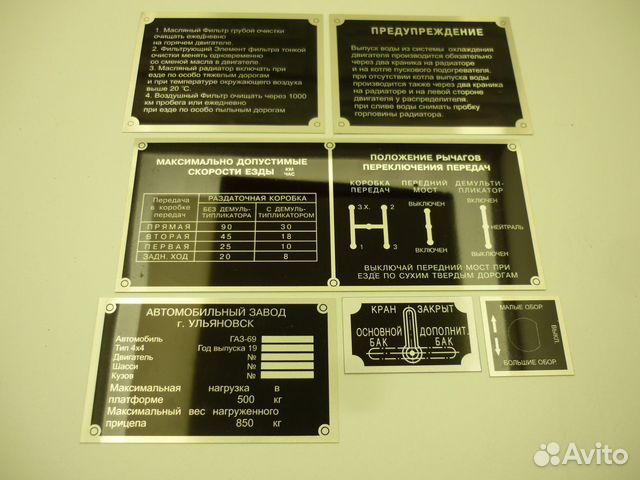 1. Масляный Фильтр грубой очистки
очищать ежедневно
на горячем двигателе.
2. Фильтрующий Элемент фильтра тонкой
очистки менять одновременно
со сменой масла в двигателе.
3. Масляный радиатор включать при
езде по особо тяжелым дорогам
и при температуре окружающего воздуха
выше 20 °С.
4. Воздушный Фильтр очищать через 1000
км пробега или ежедневно
при езде по особо пыльным дорогам
ПРЕДУПРЕЖДЕНИЕ
Выпуск воды из системы охлаждения
двигателя производится обязательно
через два краника на радиаторе
и на котле пускового подогревателя.
при отсутствии котла выпуска воды
производится также через два краника
на радиаторе и на левой стороне
двигателя у распределителя.
при сливе воды снимать пробку
горловины радиатора.
МАКСИМАЛЬНО ДОПУСТИМЫЕ
СКОРОСТИ ЕЗДЫ КМ ЧАС
Передача в коробке передач
РАЗДАТОЧНАЯ КОРОБКА
БЕЗ ДЕМУЛЬ-ТИПЛИКАТОРА С ДЕМУЛЬ-ТИПЛИКАТОРОМ
ПРЯМАЯ 90 30
ВТОРАЯ 45 18
ПЕРВАЯ 25 10
ЗАДН. ХОД 20 8
ПОЛОЖЕНИЕ РЫЧАГОВ
ПЕРЕКЛЮЧЕНИЯ ПЕРЕДАЧ
КОРОБКА ПЕРЕДНИЙ ДЕМУЛЬТИ-
ПЕРЕДАЧ МОСТ ПЛИКАТОР
З.Х. 2 ВКЛЮЧЕН ВКЛЮЧЕН
НЕЙТРАЛЬ
1 3 ВЫКЛЮЧЕН ВЫКЛЮЧЕН
ВЫКЛЮЧАЙ ПЕРЕДНИЙ МОСТ ПРИ
ЕЗДЕ ПО СУХИМ ТВЕРДЫМ ДОРОГАМ
АВТОМОБИЛЬНЫЙ ЗАВОД
г. УЛЬЯНОВСК
Автомобиль ГАЗ-69
Тип 4х4 Год выпуска 19
Двигатель №
Шасси №
Кузов №
Максимальная нагрузка в
платформе 500 кг
Максимальный вес нагруженного
прицепа 850 кг
КРАН ЗАКРЫТ
ОСНОВНОЙ ДОПОЛНИТ.
БАК БАК
МАЛЫЕ ОБОР.
ВЫКЛ.
БОЛЬШИЕ ОБОР.
Avito